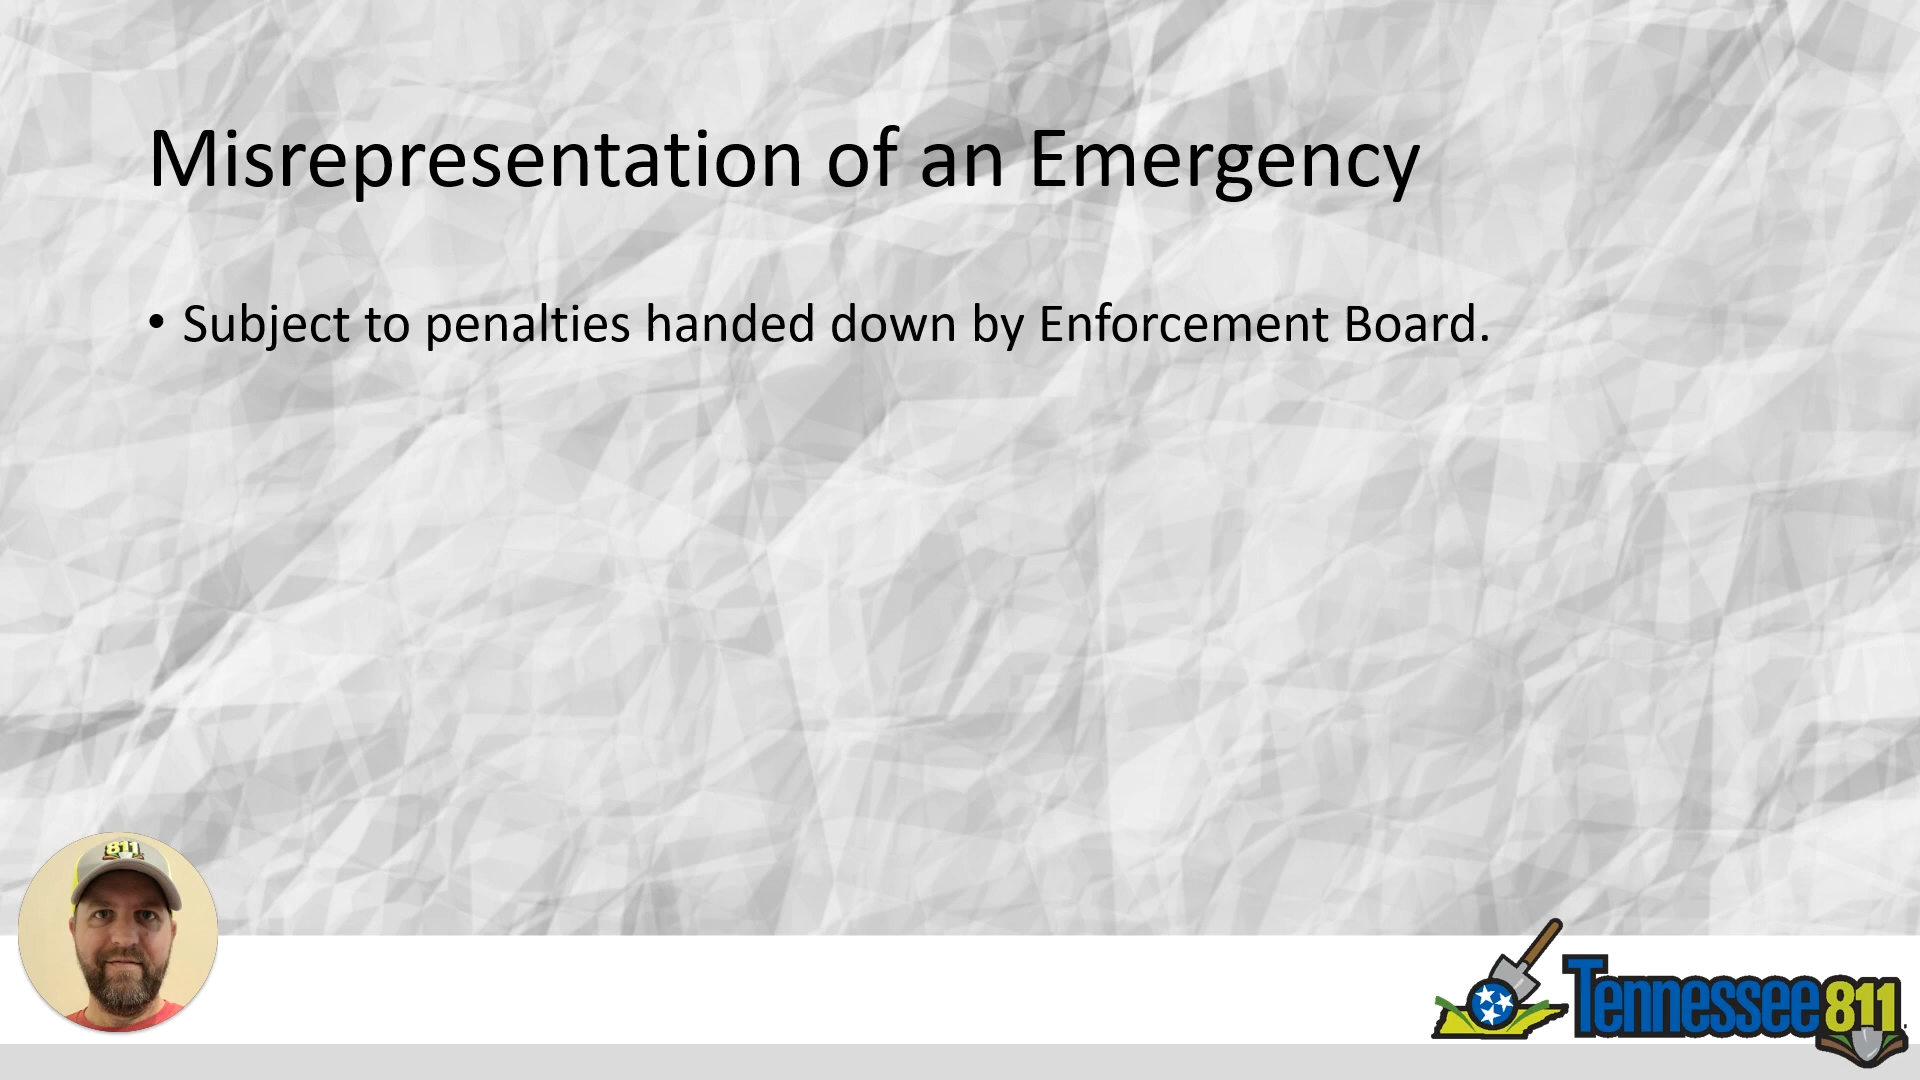 Misrepresentation of an Emergency
• Subject to penalties handed down by Enforcement Board.
811
Tennessee811